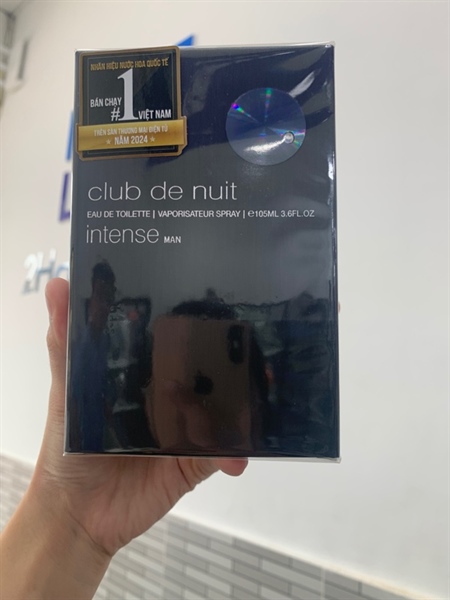 NHÃN HIỆU NƯỚC HOA QUỐC TẾ
BÁN CHẠY
#1
VIỆT NAM
TRÊN SÀN THƯƠNG MẠI ĐIỆN TỬ
NĂM 2024
club de nuit
EAU DE TOILETTE | VAPORISATEUR SPRAY | ℮105ML 3.6FL.OZ
intense MAN